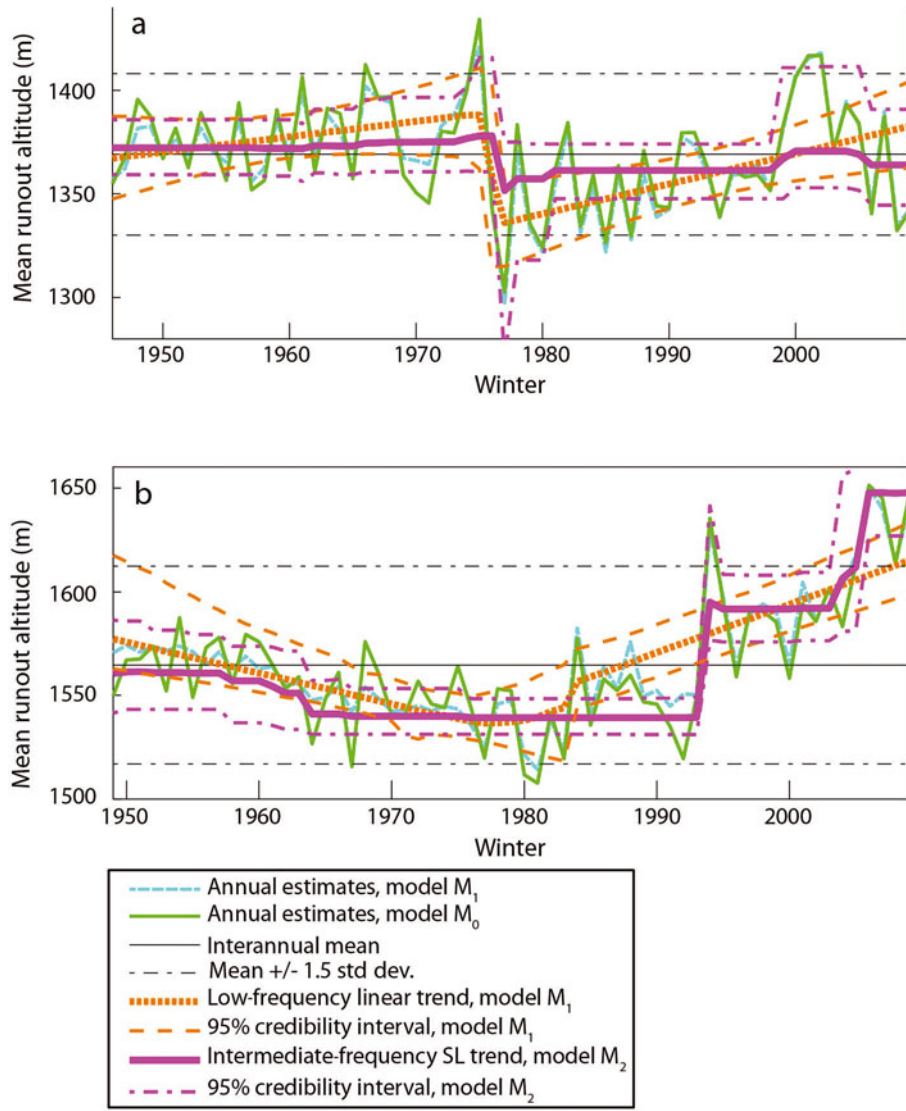 a
Mean runout altitude (m)
1400
1350
1300
1950 1960 1970 1980 1990 2000
Winter
b
Mean runout altitude (m)
1650
1600
1550
1500
1950 1960 1970 1980 1990 2000
Winter
Annual estimates, model M₁
Annual estimates, model M₀
Interannual mean
Mean +/- 1.5 std dev.
Low-frequency linear trend, model M₁
95% credibility interval, model M₁
Intermediate-frequency SL trend, model M₂
95% credibility interval, model M₂